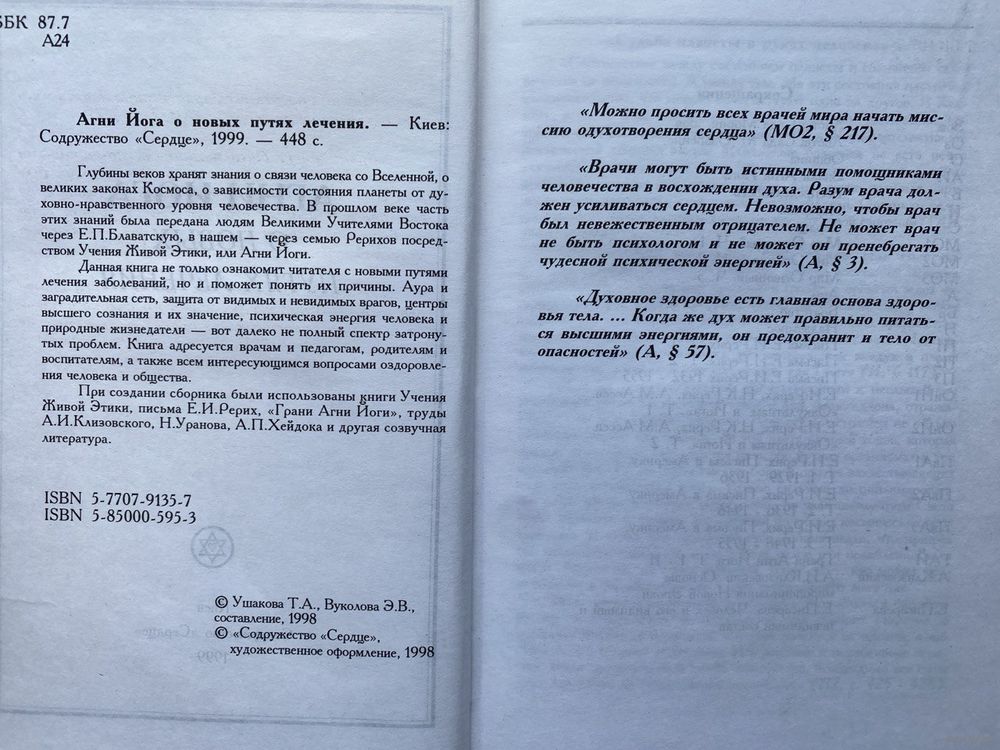 ББК 87.7
А24
Агни Йога о новых путях лечения. — Киев:
Содружество «Сердце», 1999. — 448 с.
Глубины веков хранят знания о связи человека со Вселенной, о
великих законах Космоса, о зависимости состояния планеты от ду-
ховно-нравственного уровня человечества. В прошлом веке часть
этих знаний была передана людям Великими Учителями Востока
через Е.П.Блаватскую, в нашем — через семью Рерихов посред-
ством Учения Живой Этики, или Агни Йоги.
Данная книга не только ознакомит читателя с новыми путями
лечения заболеваний, но и поможет понять их причины. Аура и
заградительная сеть, защита от видимых и невидимых врагов, центры
высшего сознания и их значение, психическая энергия человека и
природные жизнедатели — вот далеко не полный спектр затрону-
тых проблем. Книга адресуется врачам и педагогам, родителям и
воспитателям, а также всем интересующимся вопросами оздоровле-
ния человека и общества.
При создании сборника были использованы книги Учения
Живой Этики, письма Е.И.Рерих, «Грани Агни Йоги», труды
А.И.Клизовского, Н.Уранова, А.П.Хейдока и другая созвучная
литература.
ISBN 5-7707-9135-7
ISBN 5-85000-595-3
© Ушакова Т.А., Вуколова Э.В.,
составление, 1998
© «Содружество «Сердце»,
художественное оформление, 1998
«Можно просить всех врачей мира начать мис-
сию одухотворения сердца» (МО2, § 217).
«Врачи могут быть истинными помощниками
человечества в восхождении духа. Разум врача дол-
жен усиливаться сердцем. Невозможно, чтобы врач
был невежественным отрицателем. Не может врач
не быть психологом и не может он пренебрегать
чудесной психической энергией» (А, § 3).
«Духовное здоровье есть главная основа здоро-
вья тела. ... Когда же дух может правильно питать-
ся высшими энергиями, он предохранит и тело от
опасностей» (А, § 57).